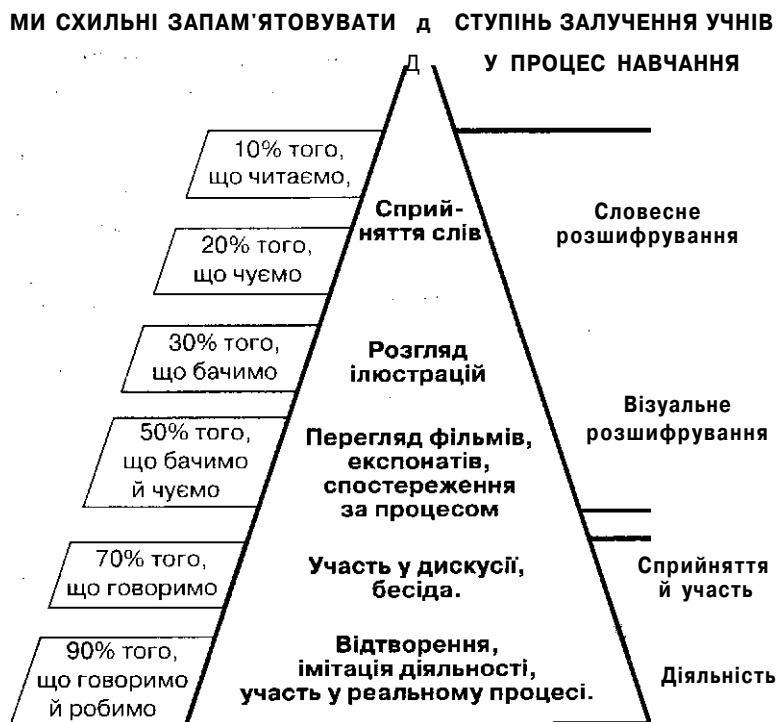 МИ СХИЛЬНІ ЗАПАМ'ЯТОВУВАТИ д СТУПІНЬ ЗАЛУЧЕННЯ УЧНІВ
Д У ПРОЦЕС НАВЧАННЯ
10% того,
що читаємо,
Сприй-
няття слів
Словесне
розшифрування
20% того,
що чуємо
30% того,
що бачимо
Розгляд
ілюстрацій
Візуальне
розшифрування
50% того,
що бачимо
й чуємо
Перегляд фільмів,
експонатів,
спостереження
за процесом
70% того,
що говоримо
Участь у дискусії,
бесіда.
Сприйняття
й участь
90% того,
що говоримо
й робимо
Відтворення,
імітація діяльності,
участь у реальному процесі.
Діяльність